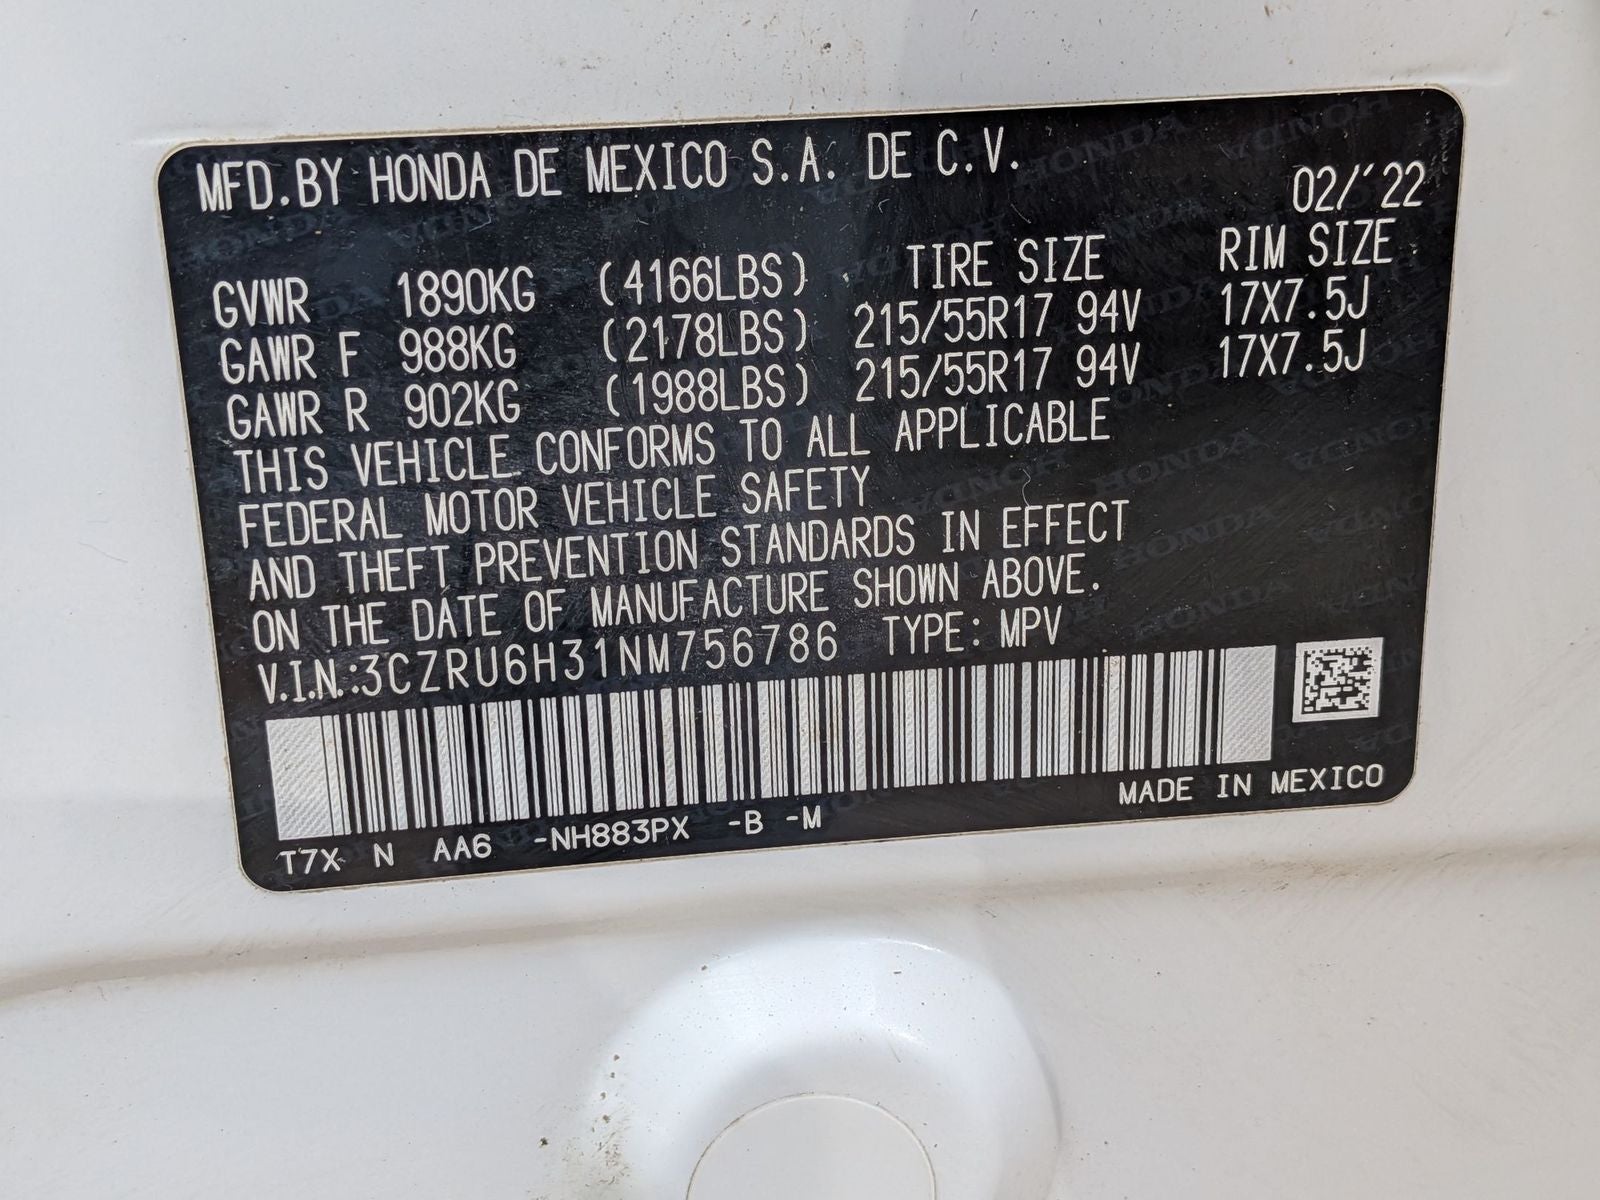 MFD.BY HONDA DE MEXICO S.A. DE C.V.
02/'22
GVWR 1890KG (4166LBS) TIRE SIZE RIM SIZE
GAWR F 988KG (2178LBS) 215/55R17 94V 17X7.5J
GAWR R 902KG (1988LBS) 215/55R17 94V 17X7.5J
THIS VEHICLE CONFORMS TO ALL APPLICABLE
FEDERAL MOTOR VEHICLE SAFETY
AND THEFT PREVENTION STANDARDS IN EFFECT
ON THE DATE OF MANUFACTURE SHOWN ABOVE.
V.I.N.:3CZRU6H31NM756786 TYPE: MPV
MADE IN MEXICO
T7X N AA6 -NH883PX -B -M